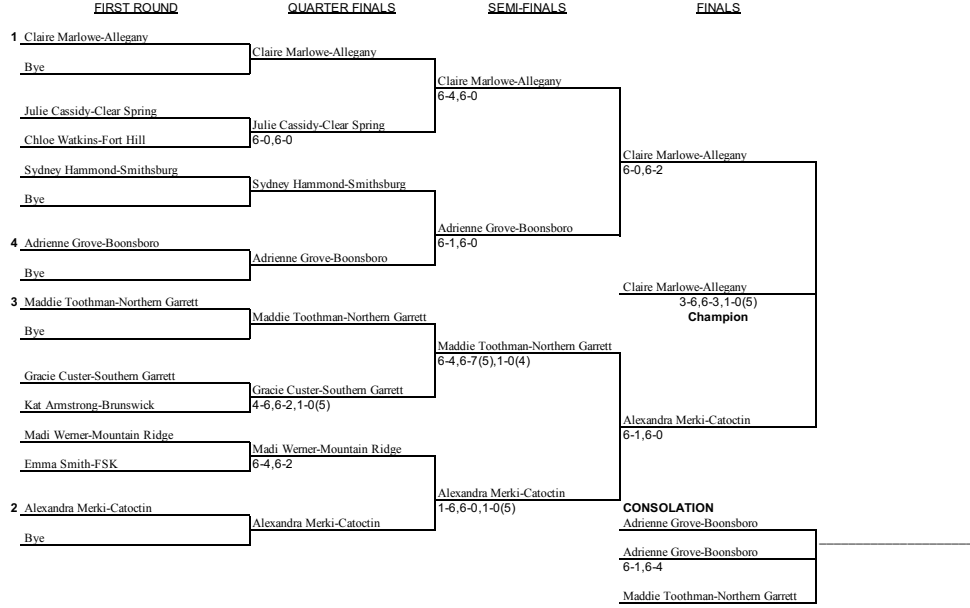 FIRST ROUND
QUARTER FINALS
SEMI-FINALS
FINALS
1 Claire Marlowe-Allegany
Bye
Julie Cassidy-Clear Spring
Chloe Watkins-Fort Hill
Sydney Hammond-Smithsburg
Bye
4 Adrienne Grove-Boonsboro
Bye
3 Maddie Toothman-Northern Garrett
Bye
Gracie Custer-Southern Garrett
Kat Armstrong-Brunswick
Madi Werner-Mountain Ridge
Emma Smith-FSK
2 Alexandra Merki-Catoctin
Bye
Claire Marlowe-Allegany
Julie Cassidy-Clear Spring
6-0,6-0
Sydney Hammond-Smithsburg
Adrienne Grove-Boonsboro
Maddie Toothman-Northern Garrett
Gracie Custer-Southern Garrett
4-6,6-2,1-0(5)
Madi Werner-Mountain Ridge
6-4,6-2
Alexandra Merki-Catoctin
Claire Marlowe-Allegany
6-4,6-0
Adrienne Grove-Boonsboro
6-1,6-0
Maddie Toothman-Northern Garrett
6-4,6-7(5),1-0(4)
Alexandra Merki-Catoctin
1-6,6-0,1-0(5)
Claire Marlowe-Allegany
6-0,6-2
Claire Marlowe-Allegany
3-6,6-3,1-0(5)
Champion
Alexandra Merki-Catoctin
6-1,6-0
CONSOLATION
Adrienne Grove-Boonsboro
Adrienne Grove-Boonsboro
6-1,6-4
Maddie Toothman-Northern Garrett